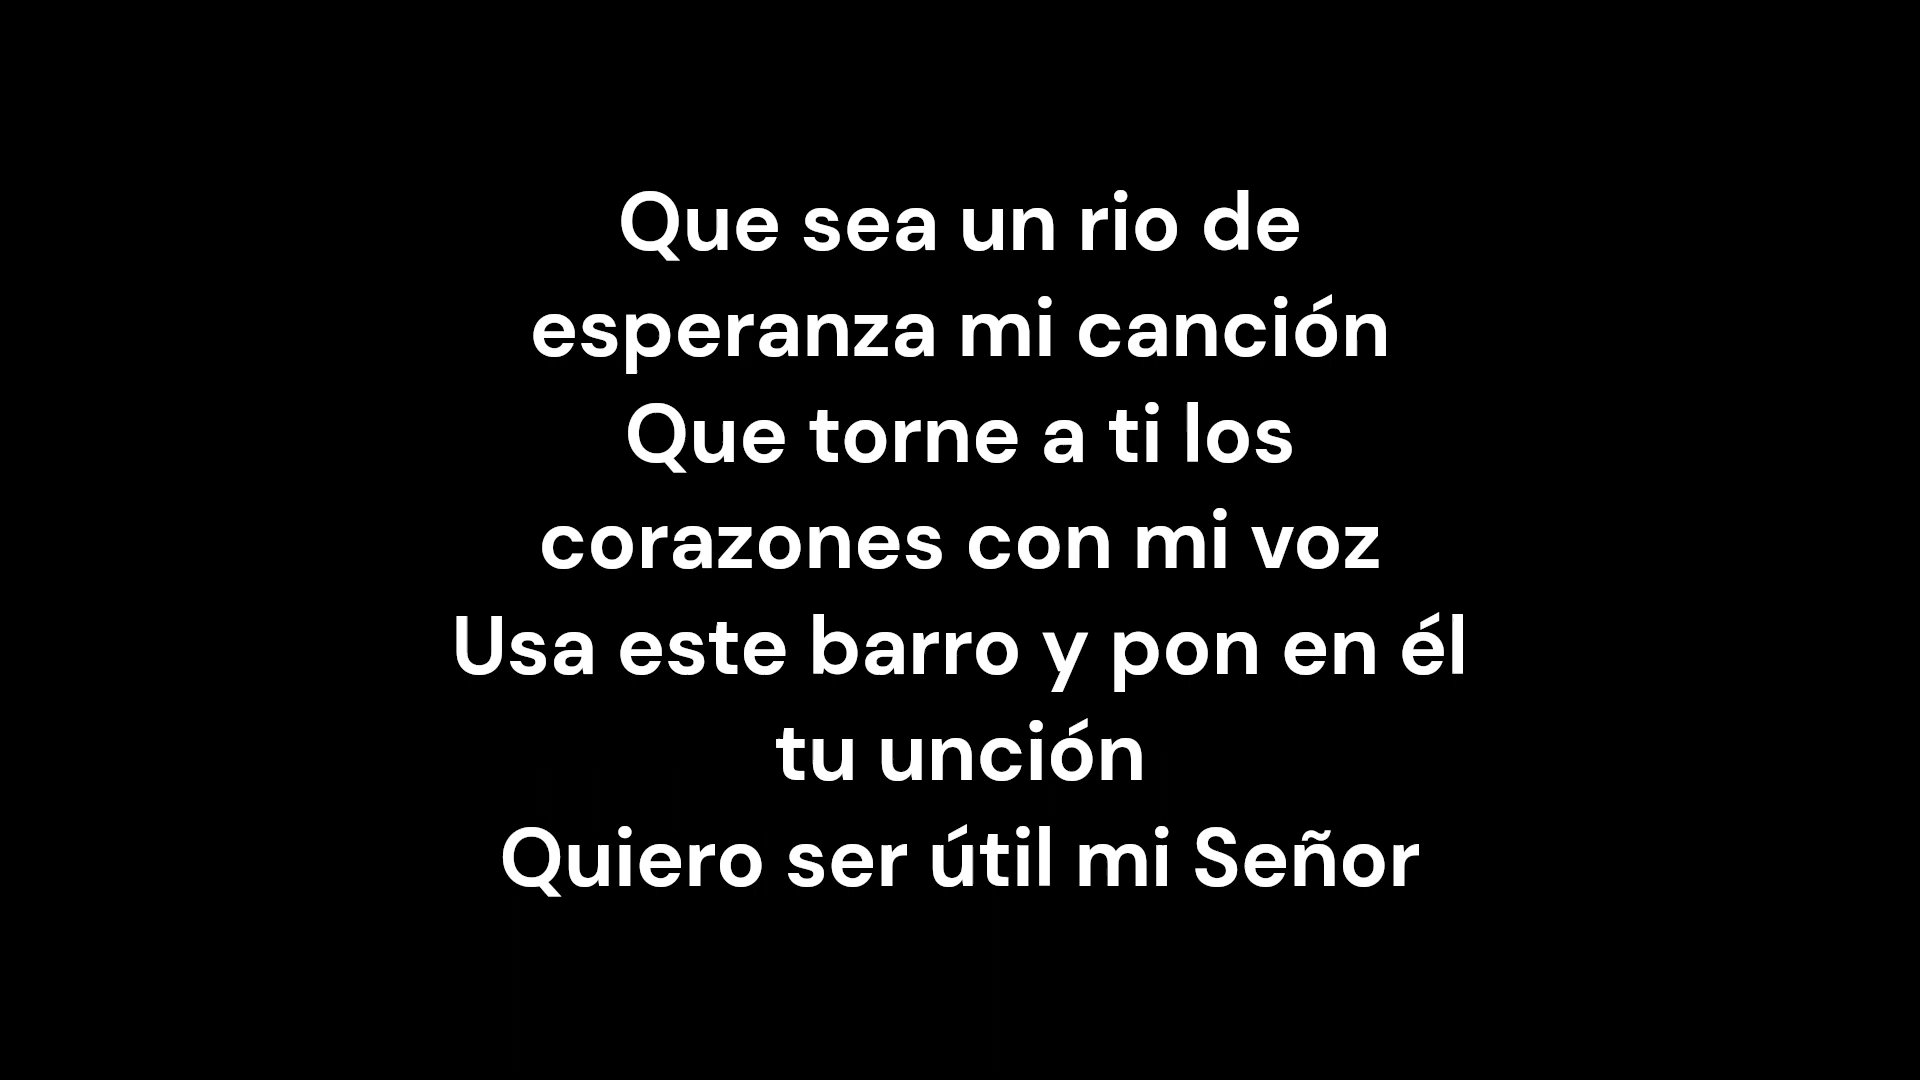 Que sea un rio de
esperanza mi canción
Que torne a ti los
corazones con mi voz
Usa este barro y pon en él
tu unción
Quiero ser útil mi Señor